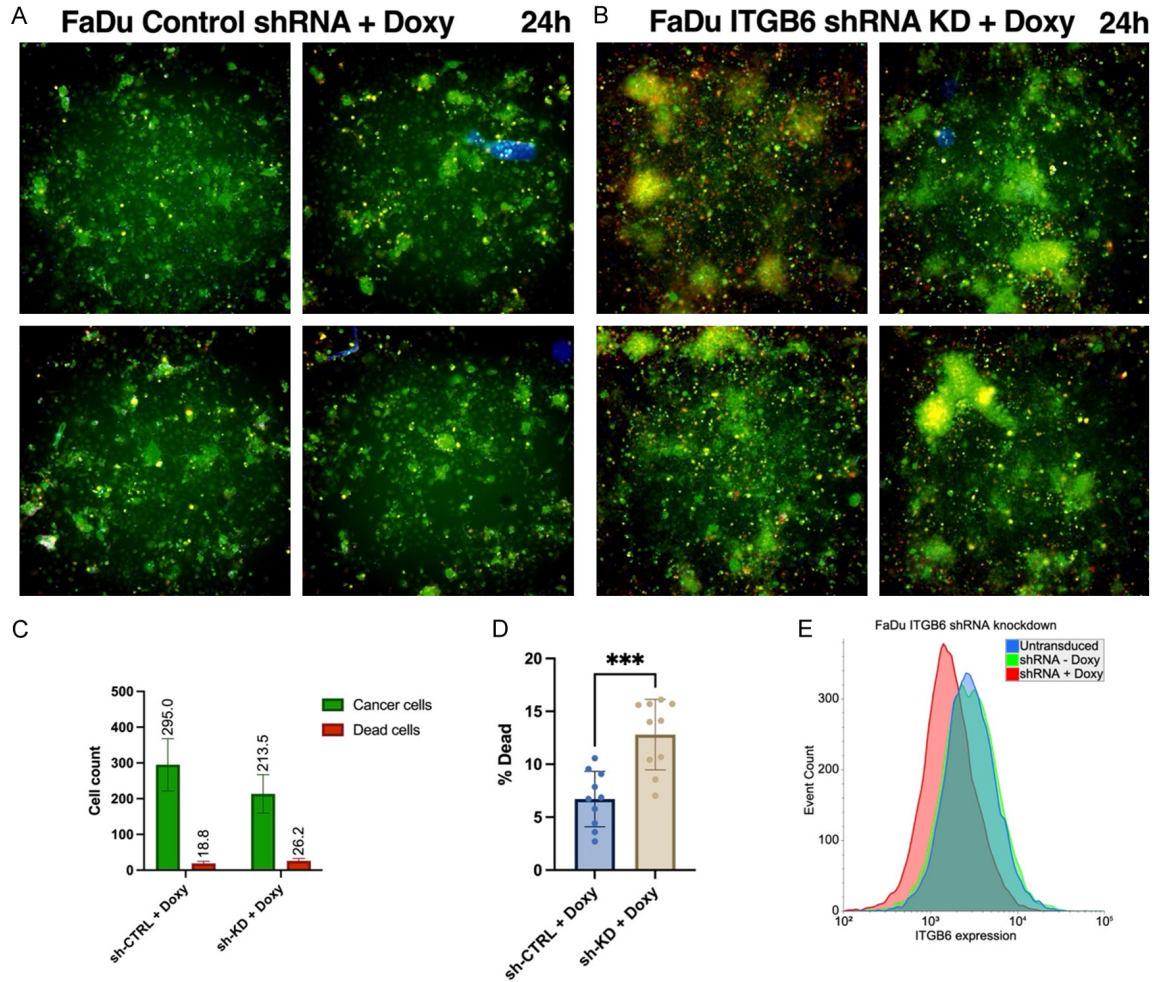 A
FaDu Control shRNA + Doxy 24h
B
FaDu ITGB6 shRNA KD + Doxy 24h
C
Cell count
500
400
300
200
100
0
295.0
18.8
213.5
26.2
sh-CTRL + Doxy
sh-KD + Doxy
Cancer cells
Dead cells
D
% Dead
20
15
10
5
0
***
sh-CTRL + Doxy
sh-KD + Doxy
E
FaDu ITGB6 shRNA knockdown
Untransduced
shRNA - Doxy
shRNA + Doxy
Event Count
300
200
100
0
10² 10³ 10⁴ 10⁵
ITGB6 expression